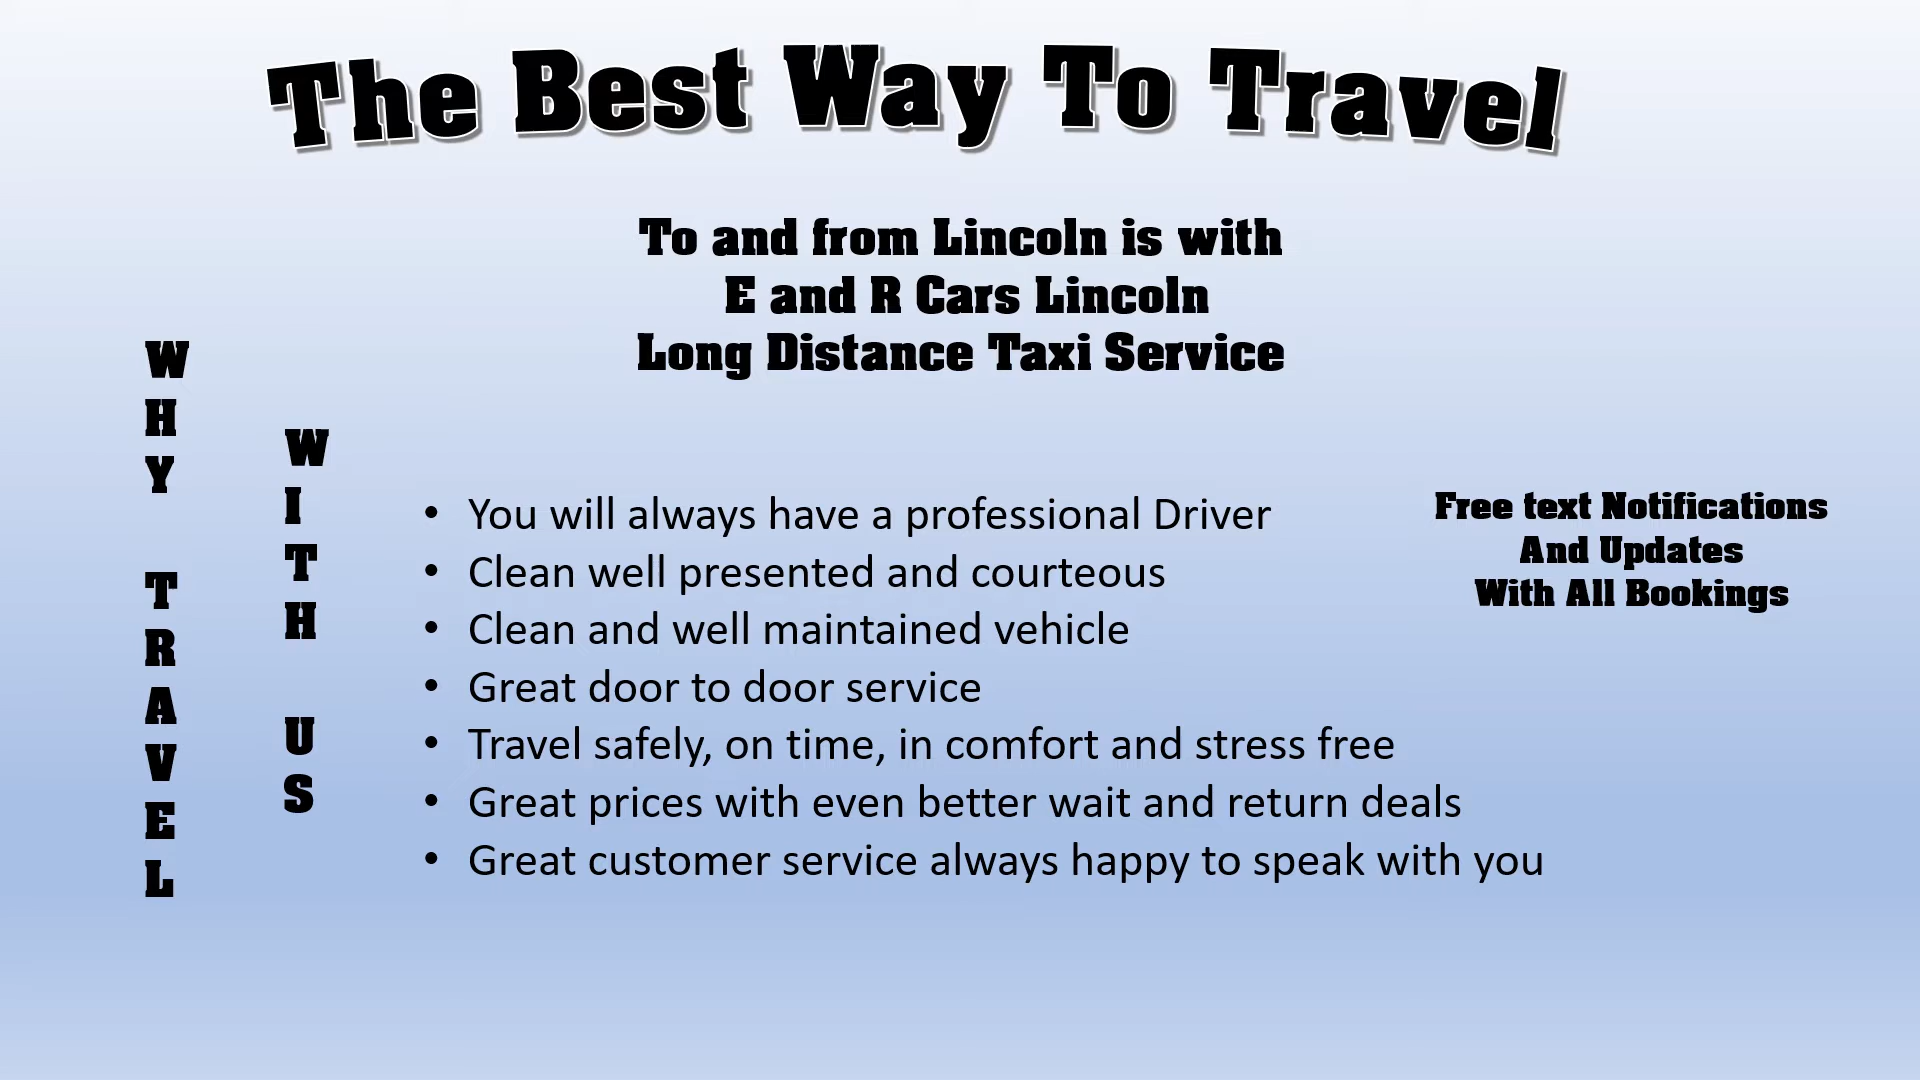 The Best Way To Travel
To and from Lincoln is with
E and R Cars Lincoln
Long Distance Taxi Service
WHY TRAVEL
WITH US
• You will always have a professional Driver
• Clean well presented and courteous
• Clean and well maintained vehicle
• Great door to door service
• Travel safely, on time, in comfort and stress free
• Great prices with even better wait and return deals
• Great customer service always happy to speak with you
Free text Notifications
And Updates
With All Bookings